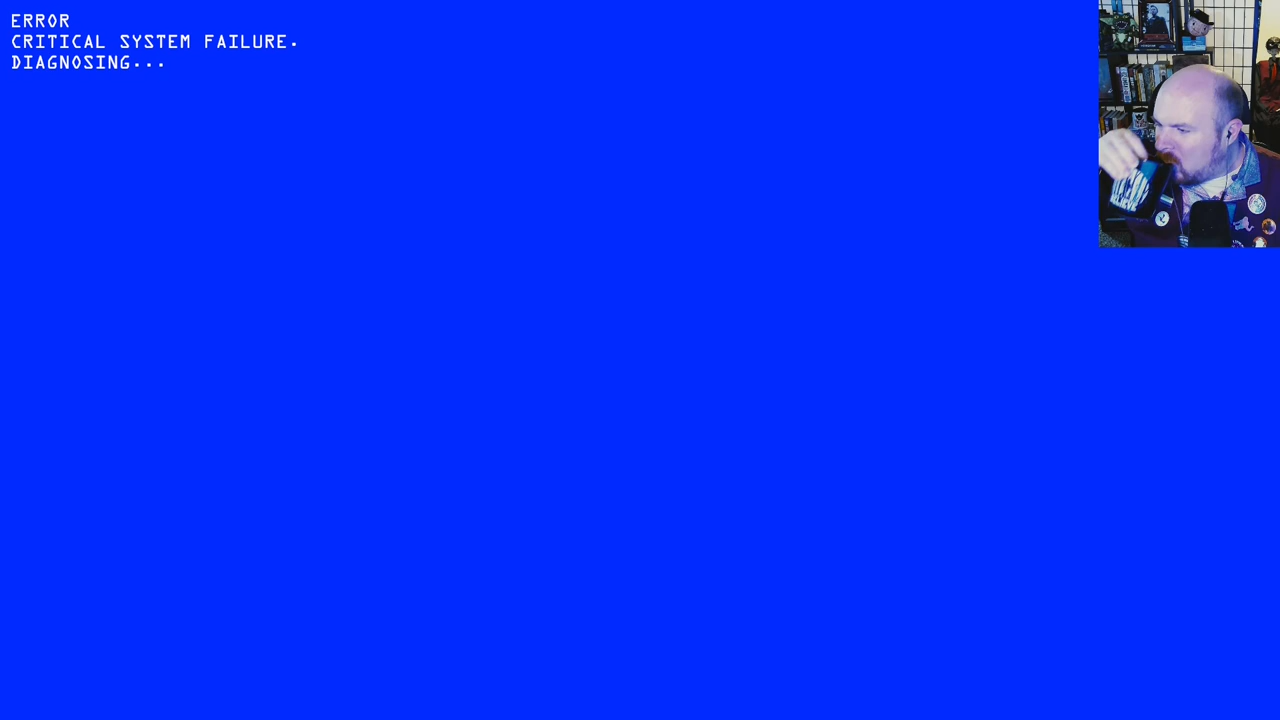 ERROR
CRITICAL SYSTEM FAILURE.
DIAGNOSING...